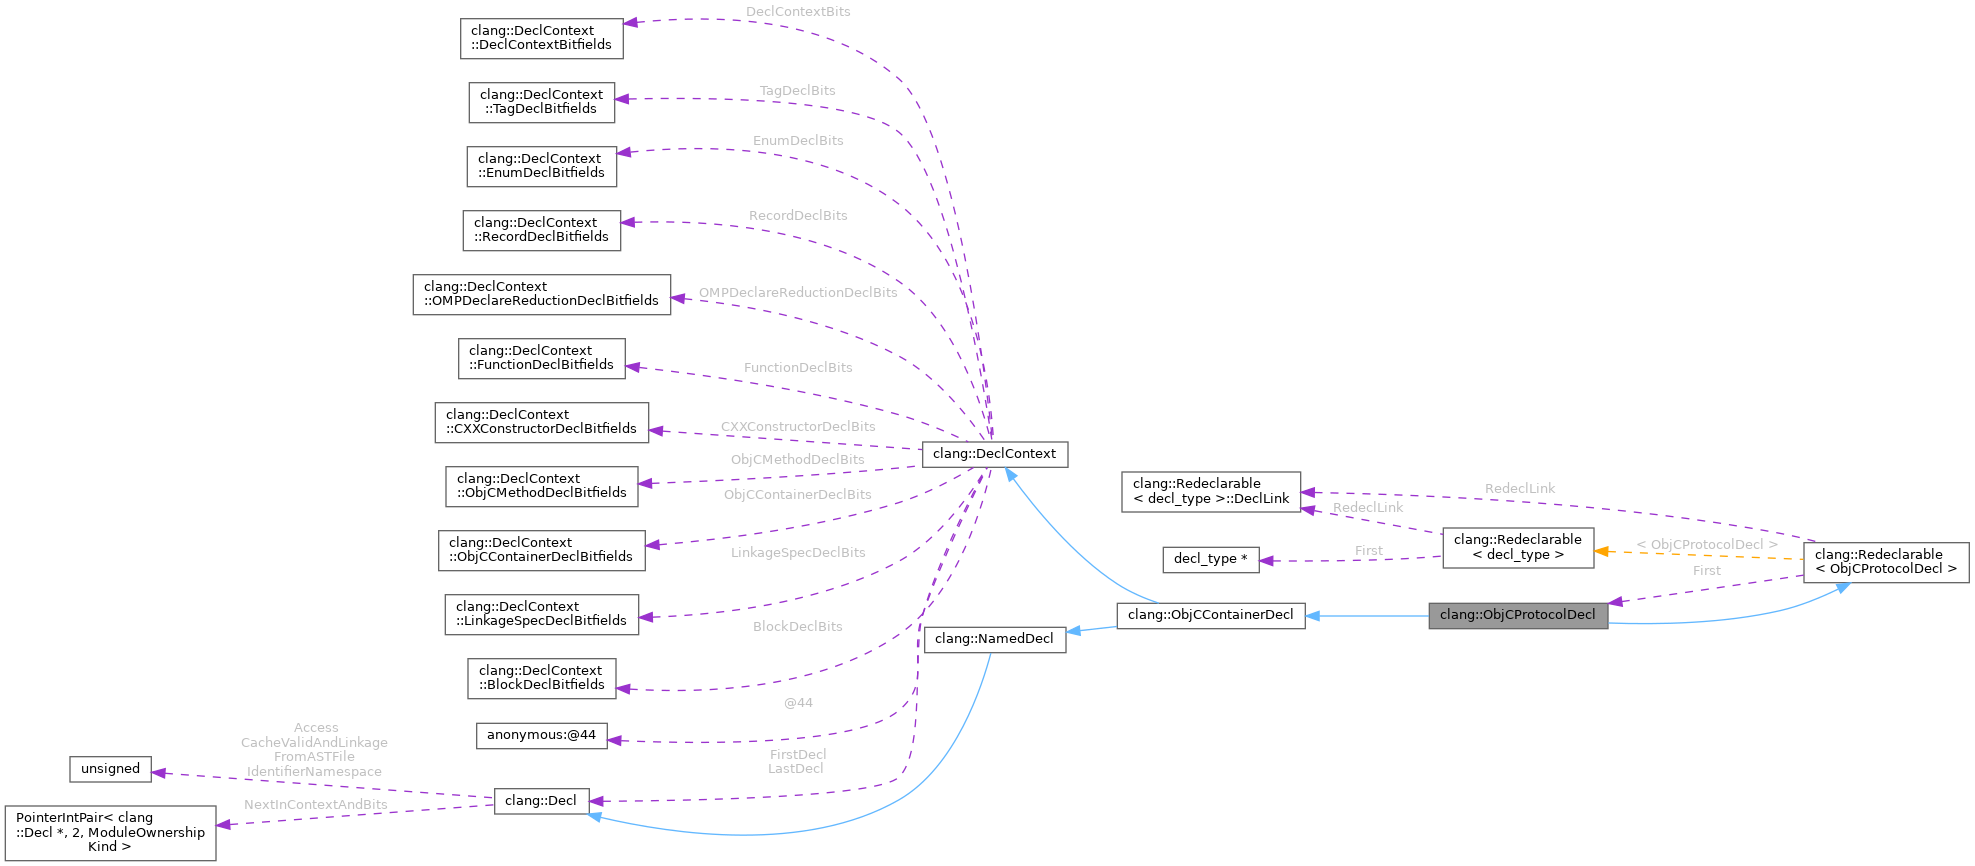 DeclContextBits
clang::DeclContext
::DeclContextBitfields
TagDeclBits
clang::DeclContext
::TagDeclBitfields
EnumDeclBits
clang::DeclContext
::EnumDeclBitfields
RecordDeclBits
clang::DeclContext
::RecordDeclBitfields
OMPDeclareReductionDeclBits
clang::DeclContext
::OMPDeclareReductionDeclBitfields
FunctionDeclBits
clang::DeclContext
::FunctionDeclBitfields
CXXConstructorDeclBits
clang::DeclContext
::CXXConstructorDeclBitfields
clang::DeclContext
ObjCMethodDeclBits
clang::DeclContext
::ObjCMethodDeclBitfields
ObjCContainerDeclBits
clang::DeclContext
::ObjCContainerDeclBitfields
clang::Redeclarable
< decl_type >::DeclLink
RedeclLink
RedeclLink
clang::Redeclarable
< decl_type >
< ObjCProtocolDecl >
clang::Redeclarable
< ObjCProtocolDecl >
decl_type *
First
First
LinkageSpecDeclBits
clang::DeclContext
::LinkageSpecDeclBitfields
clang::ObjCContainerDecl
clang::ObjCProtocolDecl
clang::NamedDecl
BlockDeclBits
clang::DeclContext
::BlockDeclBitfields
@44
anonymous:@44
FirstDecl
LastDecl
Access
CacheValidAndLinkage
FromASTFile
IdentifierNamespace
unsigned
clang::Decl
NextInContextAndBits
PointerIntPair< clang
::Decl *, 2, ModuleOwnership
Kind >